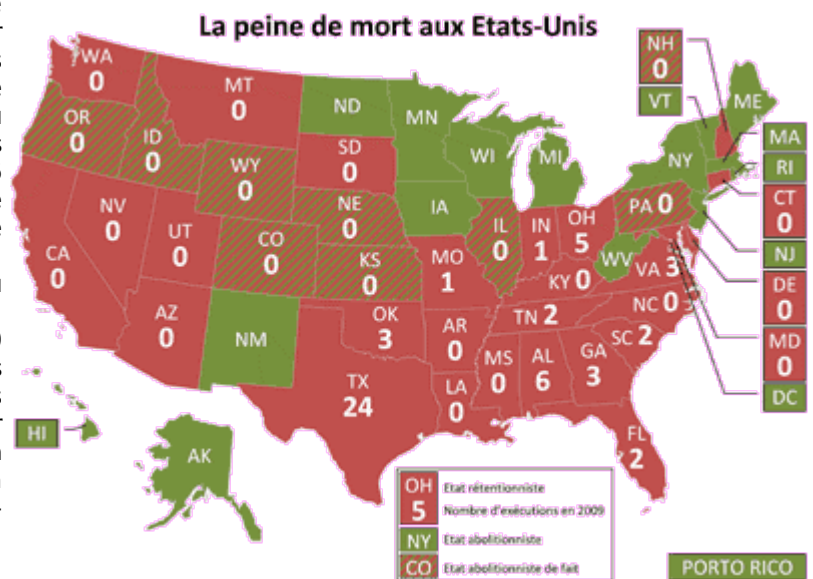 La peine de mort aux Etats-Unis
WA
0
MT
0
ND
MN
NH
0
VT
ME
OR
0
ID
0
WY
0
SD
0
WI
MI
NY
MA
RI
NV
0
UT
0
CO
0
NE
0
IA
IL
0
IN
1
OH
5
PA 0
CT
0
NJ
CA
0
KS
0
MO
1
KY 0
WV
VA 3
DE
0
AZ
0
NM
OK
3
AR
0
TN 2
NC 0
SC 2
MD
0
DC
TX
24
LA
0
MS
0
AL
6
GA
3
FL
2
HI
AK
OH
5
Etat rétentionniste
Nombre d'exécutions en 2009
NY
Etat abolitionniste
CO
Etat abolitionniste de fait
PORTO RICO